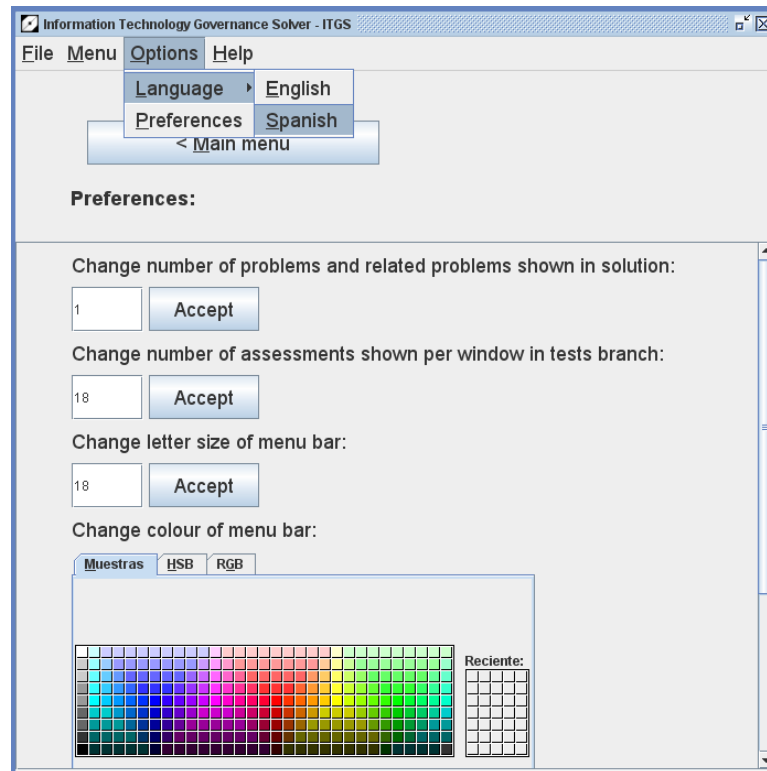 Information Technology Governance Solver - ITGS
File Menu Options Help
Language English
Preferences Spanish
< Main menu
Preferences:
Change number of problems and related problems shown in solution:
1 Accept
Change number of assessments shown per window in tests branch:
18 Accept
Change letter size of menu bar:
18 Accept
Change colour of menu bar:
Muestras HSB RGB
Reciente: